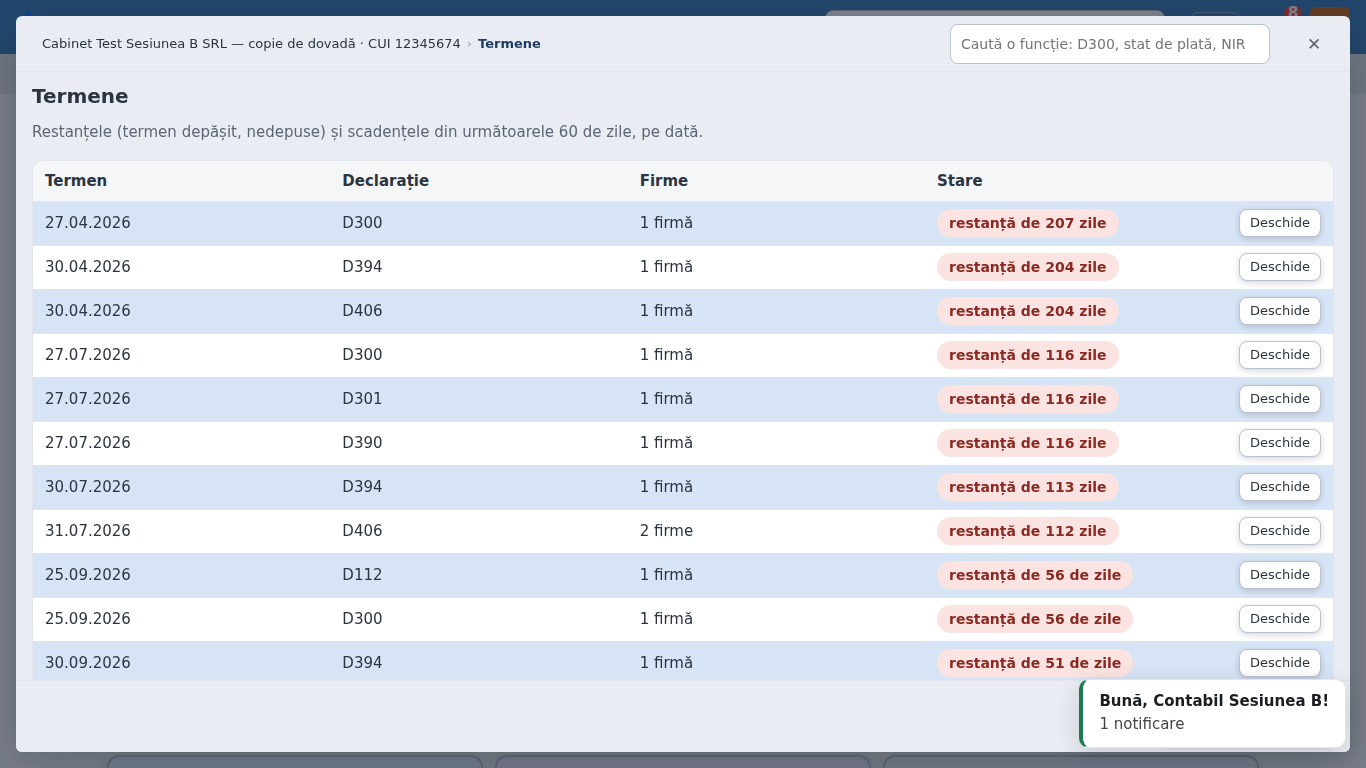 8
Cabinet Test Sesiunea B SRL — copie de dovadă · CUI 12345674 › Termene
Caută o funcție: D300, stat de plată, NIR
✕
Termene
Restanțele (termen depășit, nedepuse) și scadențele din următoarele 60 de zile, pe dată.
Termen Declarație Firme Stare
27.04.2026 D300 1 firmă restanță de 207 zile Deschide
30.04.2026 D394 1 firmă restanță de 204 zile Deschide
30.04.2026 D406 1 firmă restanță de 204 zile Deschide
27.07.2026 D300 1 firmă restanță de 116 zile Deschide
27.07.2026 D301 1 firmă restanță de 116 zile Deschide
27.07.2026 D390 1 firmă restanță de 116 zile Deschide
30.07.2026 D394 1 firmă restanță de 113 zile Deschide
31.07.2026 D406 2 firme restanță de 112 zile Deschide
25.09.2026 D112 1 firmă restanță de 56 de zile Deschide
25.09.2026 D300 1 firmă restanță de 56 de zile Deschide
30.09.2026 D394 1 firmă restanță de 51 de zile Deschide
Bună, Contabil Sesiunea B!
1 notificare